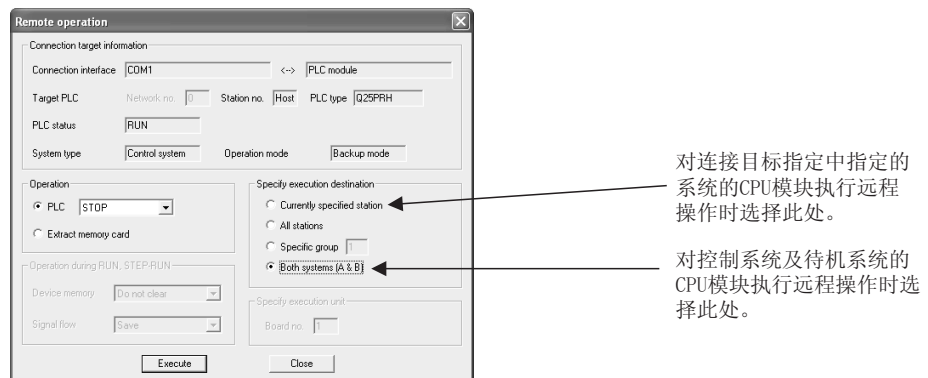 Remote operation
Connection target information
Connection interface COM1 <--> PLC module
Target PLC Network no. 0 Station no. Host PLC type Q25PRH
PLC status RUN
System type Control system Operation mode Backup mode
Operation
PLC STOP
Extract memory card
Specify execution destination
Currently specified station
All stations
Specific group 1
Both systems (A & B)
Operation during RUN, STEP-RUN
Device memory Do not clear
Signal flow Save
Specify execution unit
Board no. 1
Execute Close
对连接目标指定中指定的
系统的CPU模块执行远程
操作时选择此处。
对控制系统及待机系统的
CPU模块执行远程操作时选
择此处。